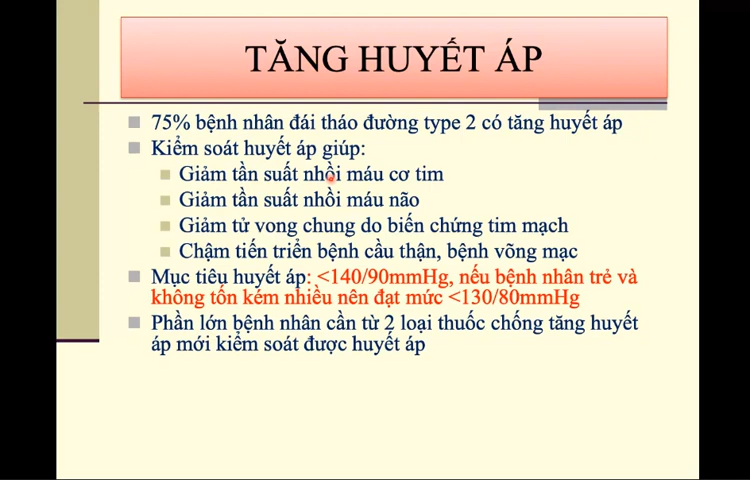 TĂNG HUYẾT ÁP
75% bệnh nhân đái tháo đường type 2 có tăng huyết áp
Kiểm soát huyết áp giúp:
Giảm tần suất nhồi máu cơ tim
Giảm tần suất nhồi máu não
Giảm tử vong chung do biến chứng tim mạch
Chậm tiến triển bệnh cầu thận, bệnh võng mạc
Mục tiêu huyết áp: <140/90mmHg, nếu bệnh nhân trẻ và
không tốn kém nhiều nên đạt mức <130/80mmHg
Phần lớn bệnh nhân cần từ 2 loại thuốc chống tăng huyết
áp mới kiểm soát được huyết áp